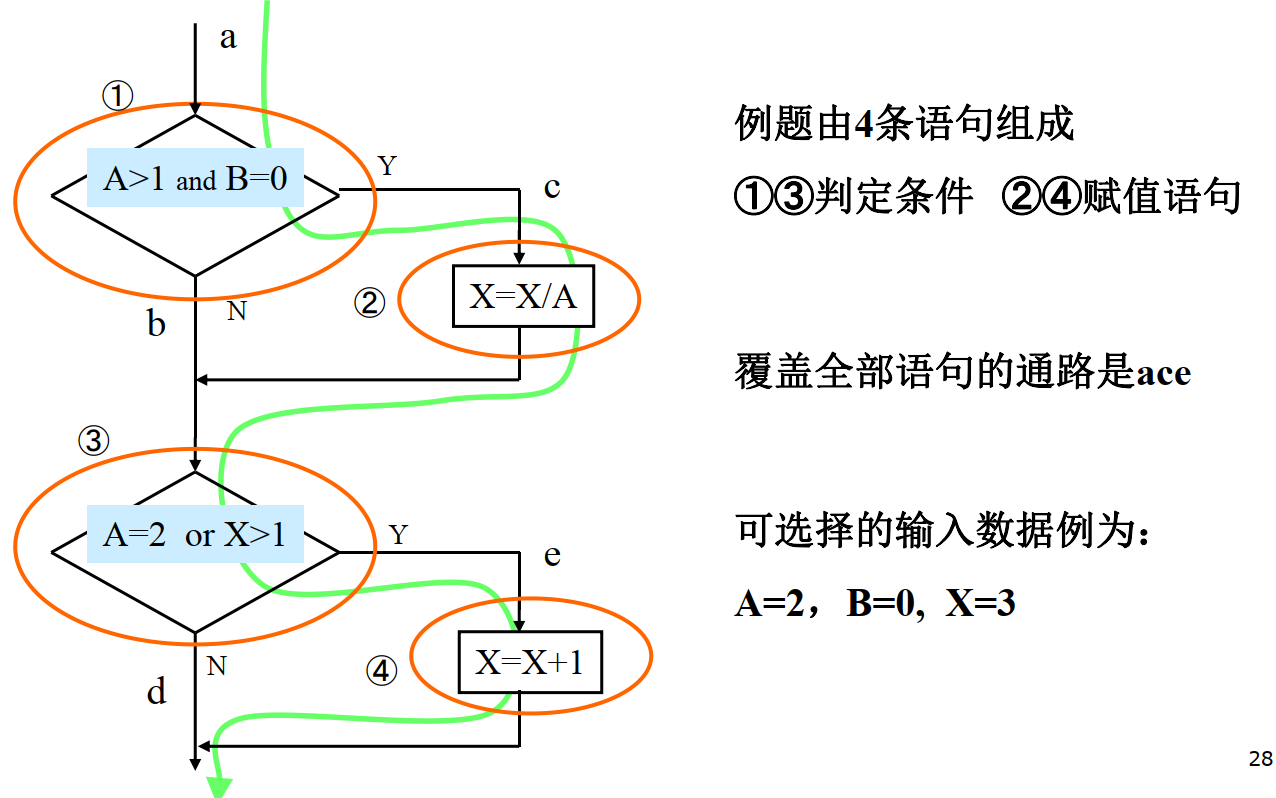 a
①
A>1 and B=0
Y
c
②
X=X/A
b
N
③
A=2 or X>1
Y
e
④
X=X+1
N
d
例题由4条语句组成
①③判定条件 ②④赋值语句
覆盖全部语句的通路是ace
可选择的输入数据例为：
A=2，B=0, X=3
28